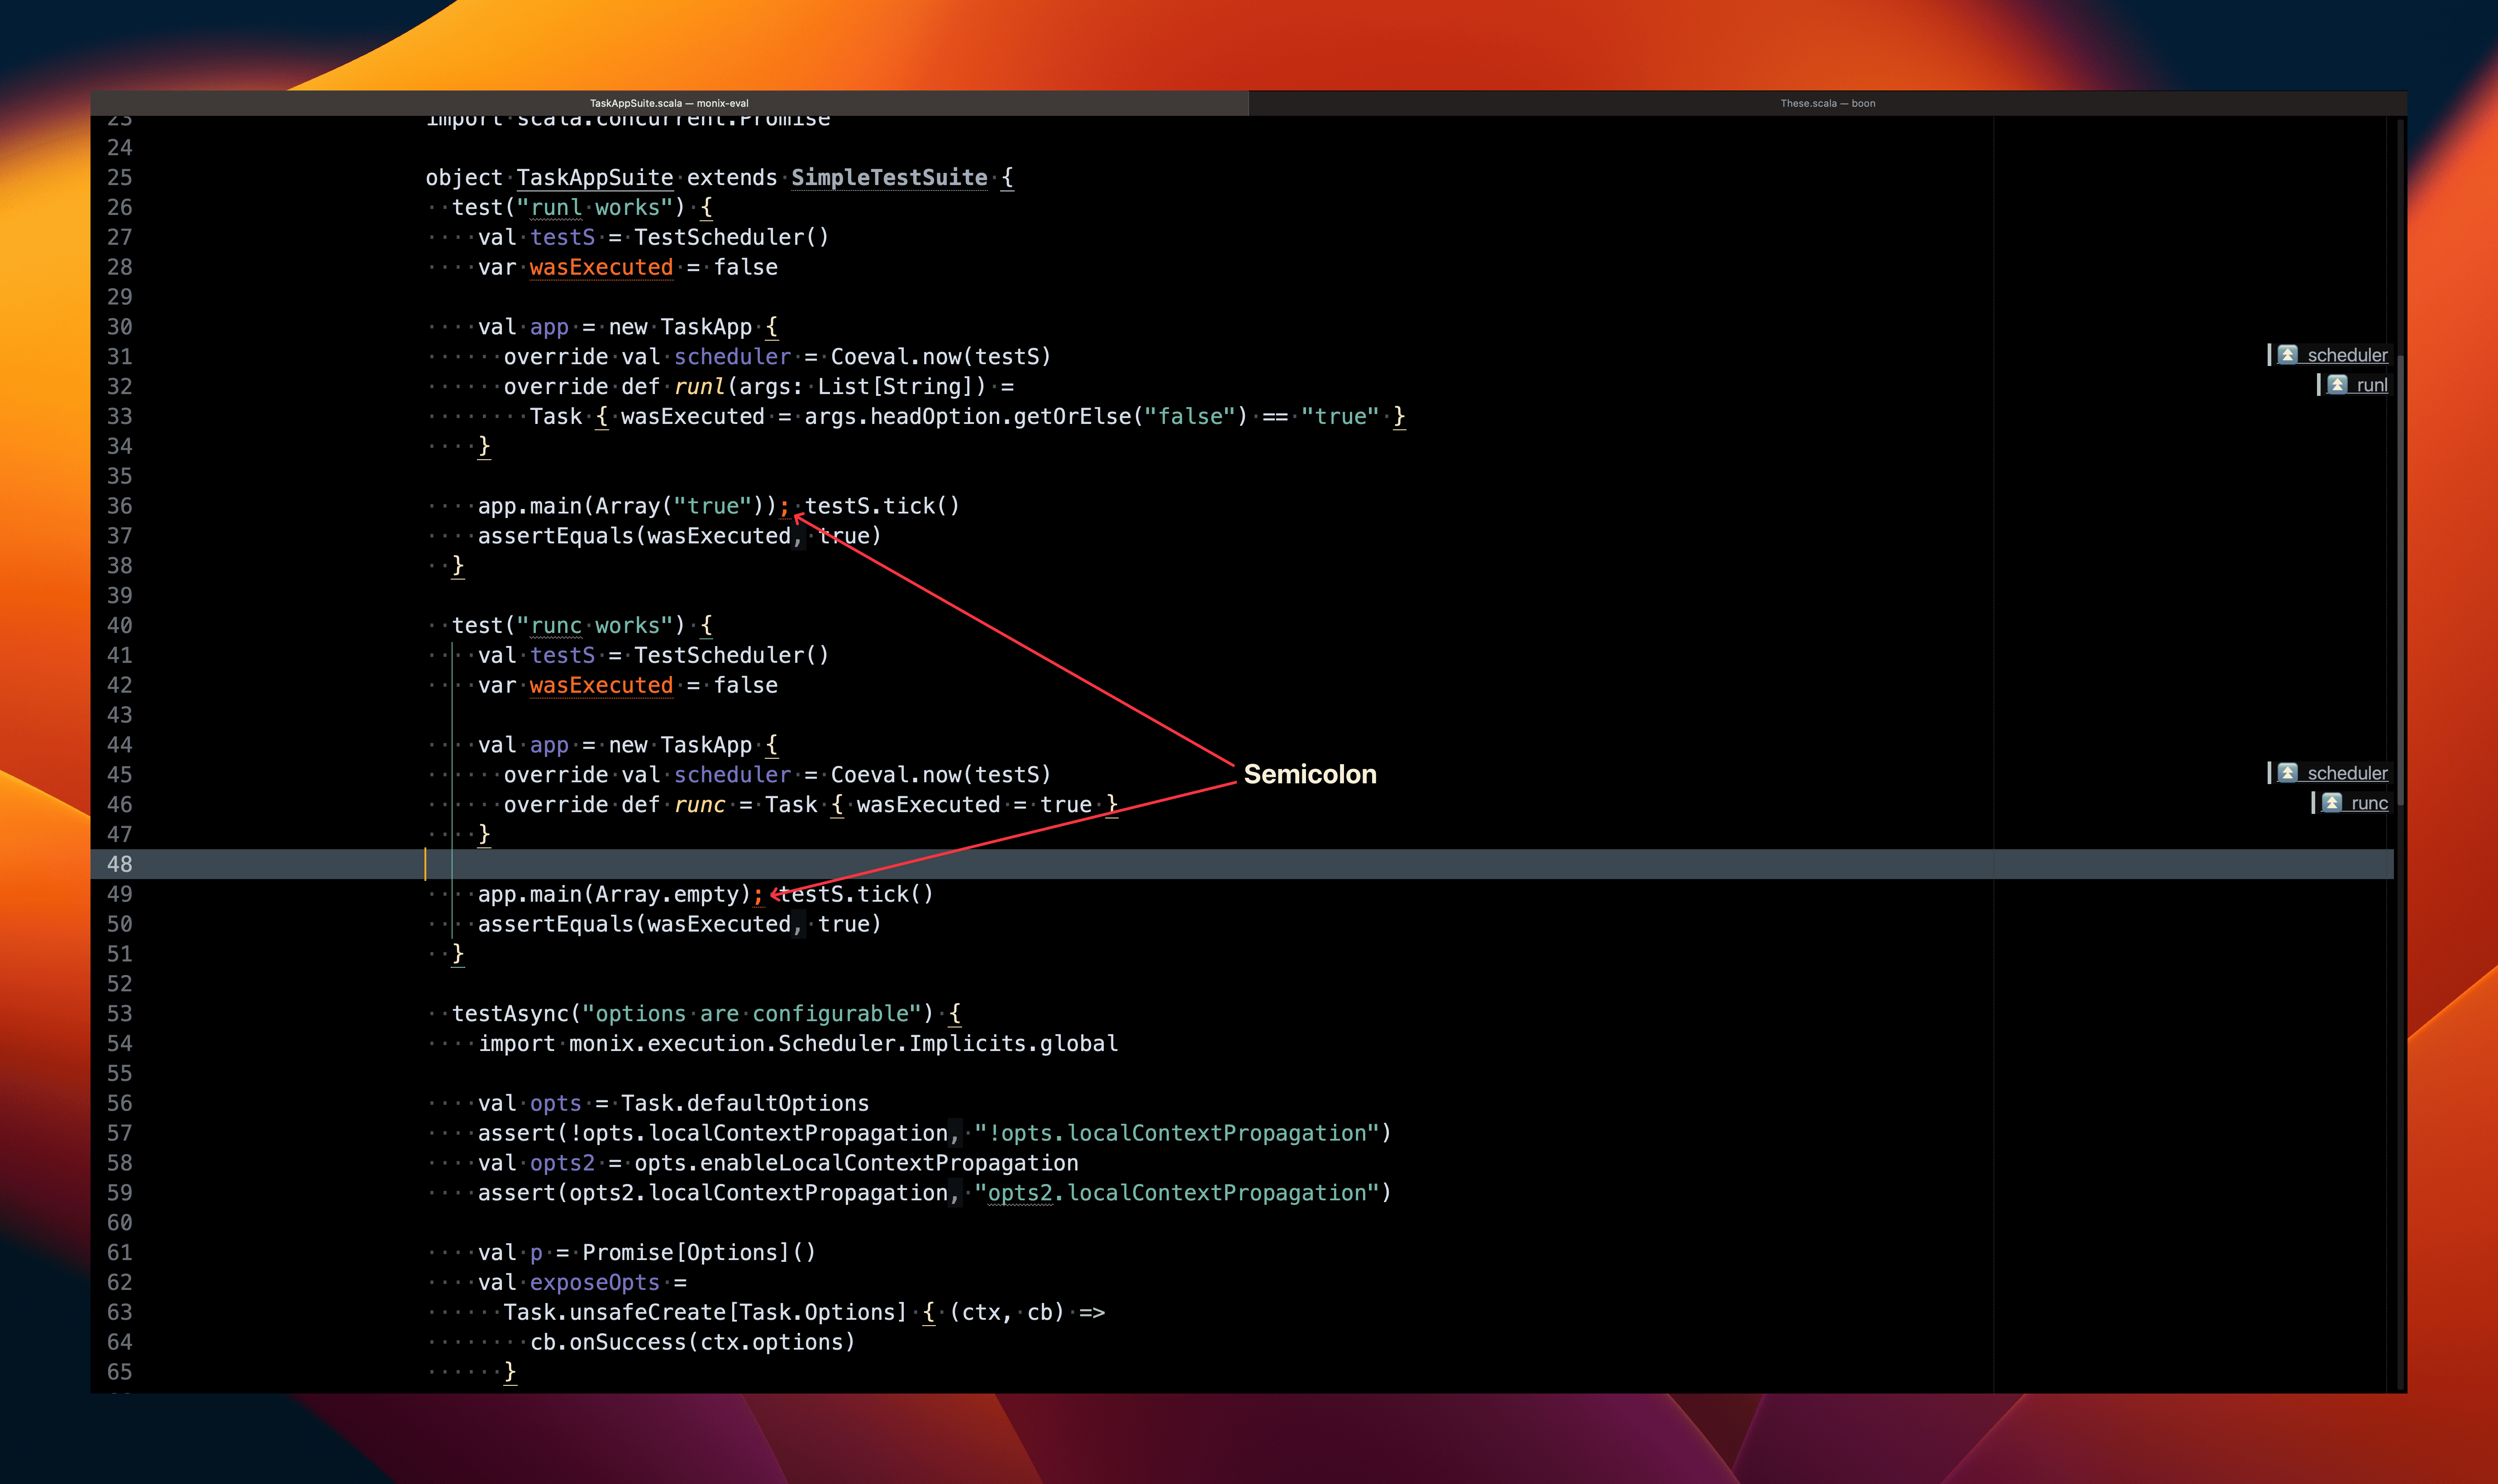 TaskAppSuite.scala — monix-eval
These.scala — boon
23 import scala.concurrent.Promise
24
25 object TaskAppSuite extends SimpleTestSuite {
26 test("runl works") {
27 val testS = TestScheduler()
28 var wasExecuted = false
29
30 val app = new TaskApp {
31 override val scheduler = Coeval.now(testS) scheduler
32 override def runl(args: List[String]) = runl
33 Task { wasExecuted = args.headOption.getOrElse("false") == "true" }
34 }
35
36 app.main(Array("true")); testS.tick()
37 assertEquals(wasExecuted, true)
38 }
39
40 test("runc works") {
41 val testS = TestScheduler()
42 var wasExecuted = false
43
44 val app = new TaskApp {
45 override val scheduler = Coeval.now(testS) Semicolon scheduler
46 override def runc = Task { wasExecuted = true } runc
47 }
48
49 app.main(Array.empty); testS.tick()
50 assertEquals(wasExecuted, true)
51 }
52
53 testAsync("options are configurable") {
54 import monix.execution.Scheduler.Implicits.global
55
56 val opts = Task.defaultOptions
57 assert(!opts.localContextPropagation, "!opts.localContextPropagation")
58 val opts2 = opts.enableLocalContextPropagation
59 assert(opts2.localContextPropagation, "opts2.localContextPropagation")
60
61 val p = Promise[Options]()
62 val exposeOpts =
63 Task.unsafeCreate[Task.Options] { (ctx, cb) =>
64 cb.onSuccess(ctx.options)
65 }